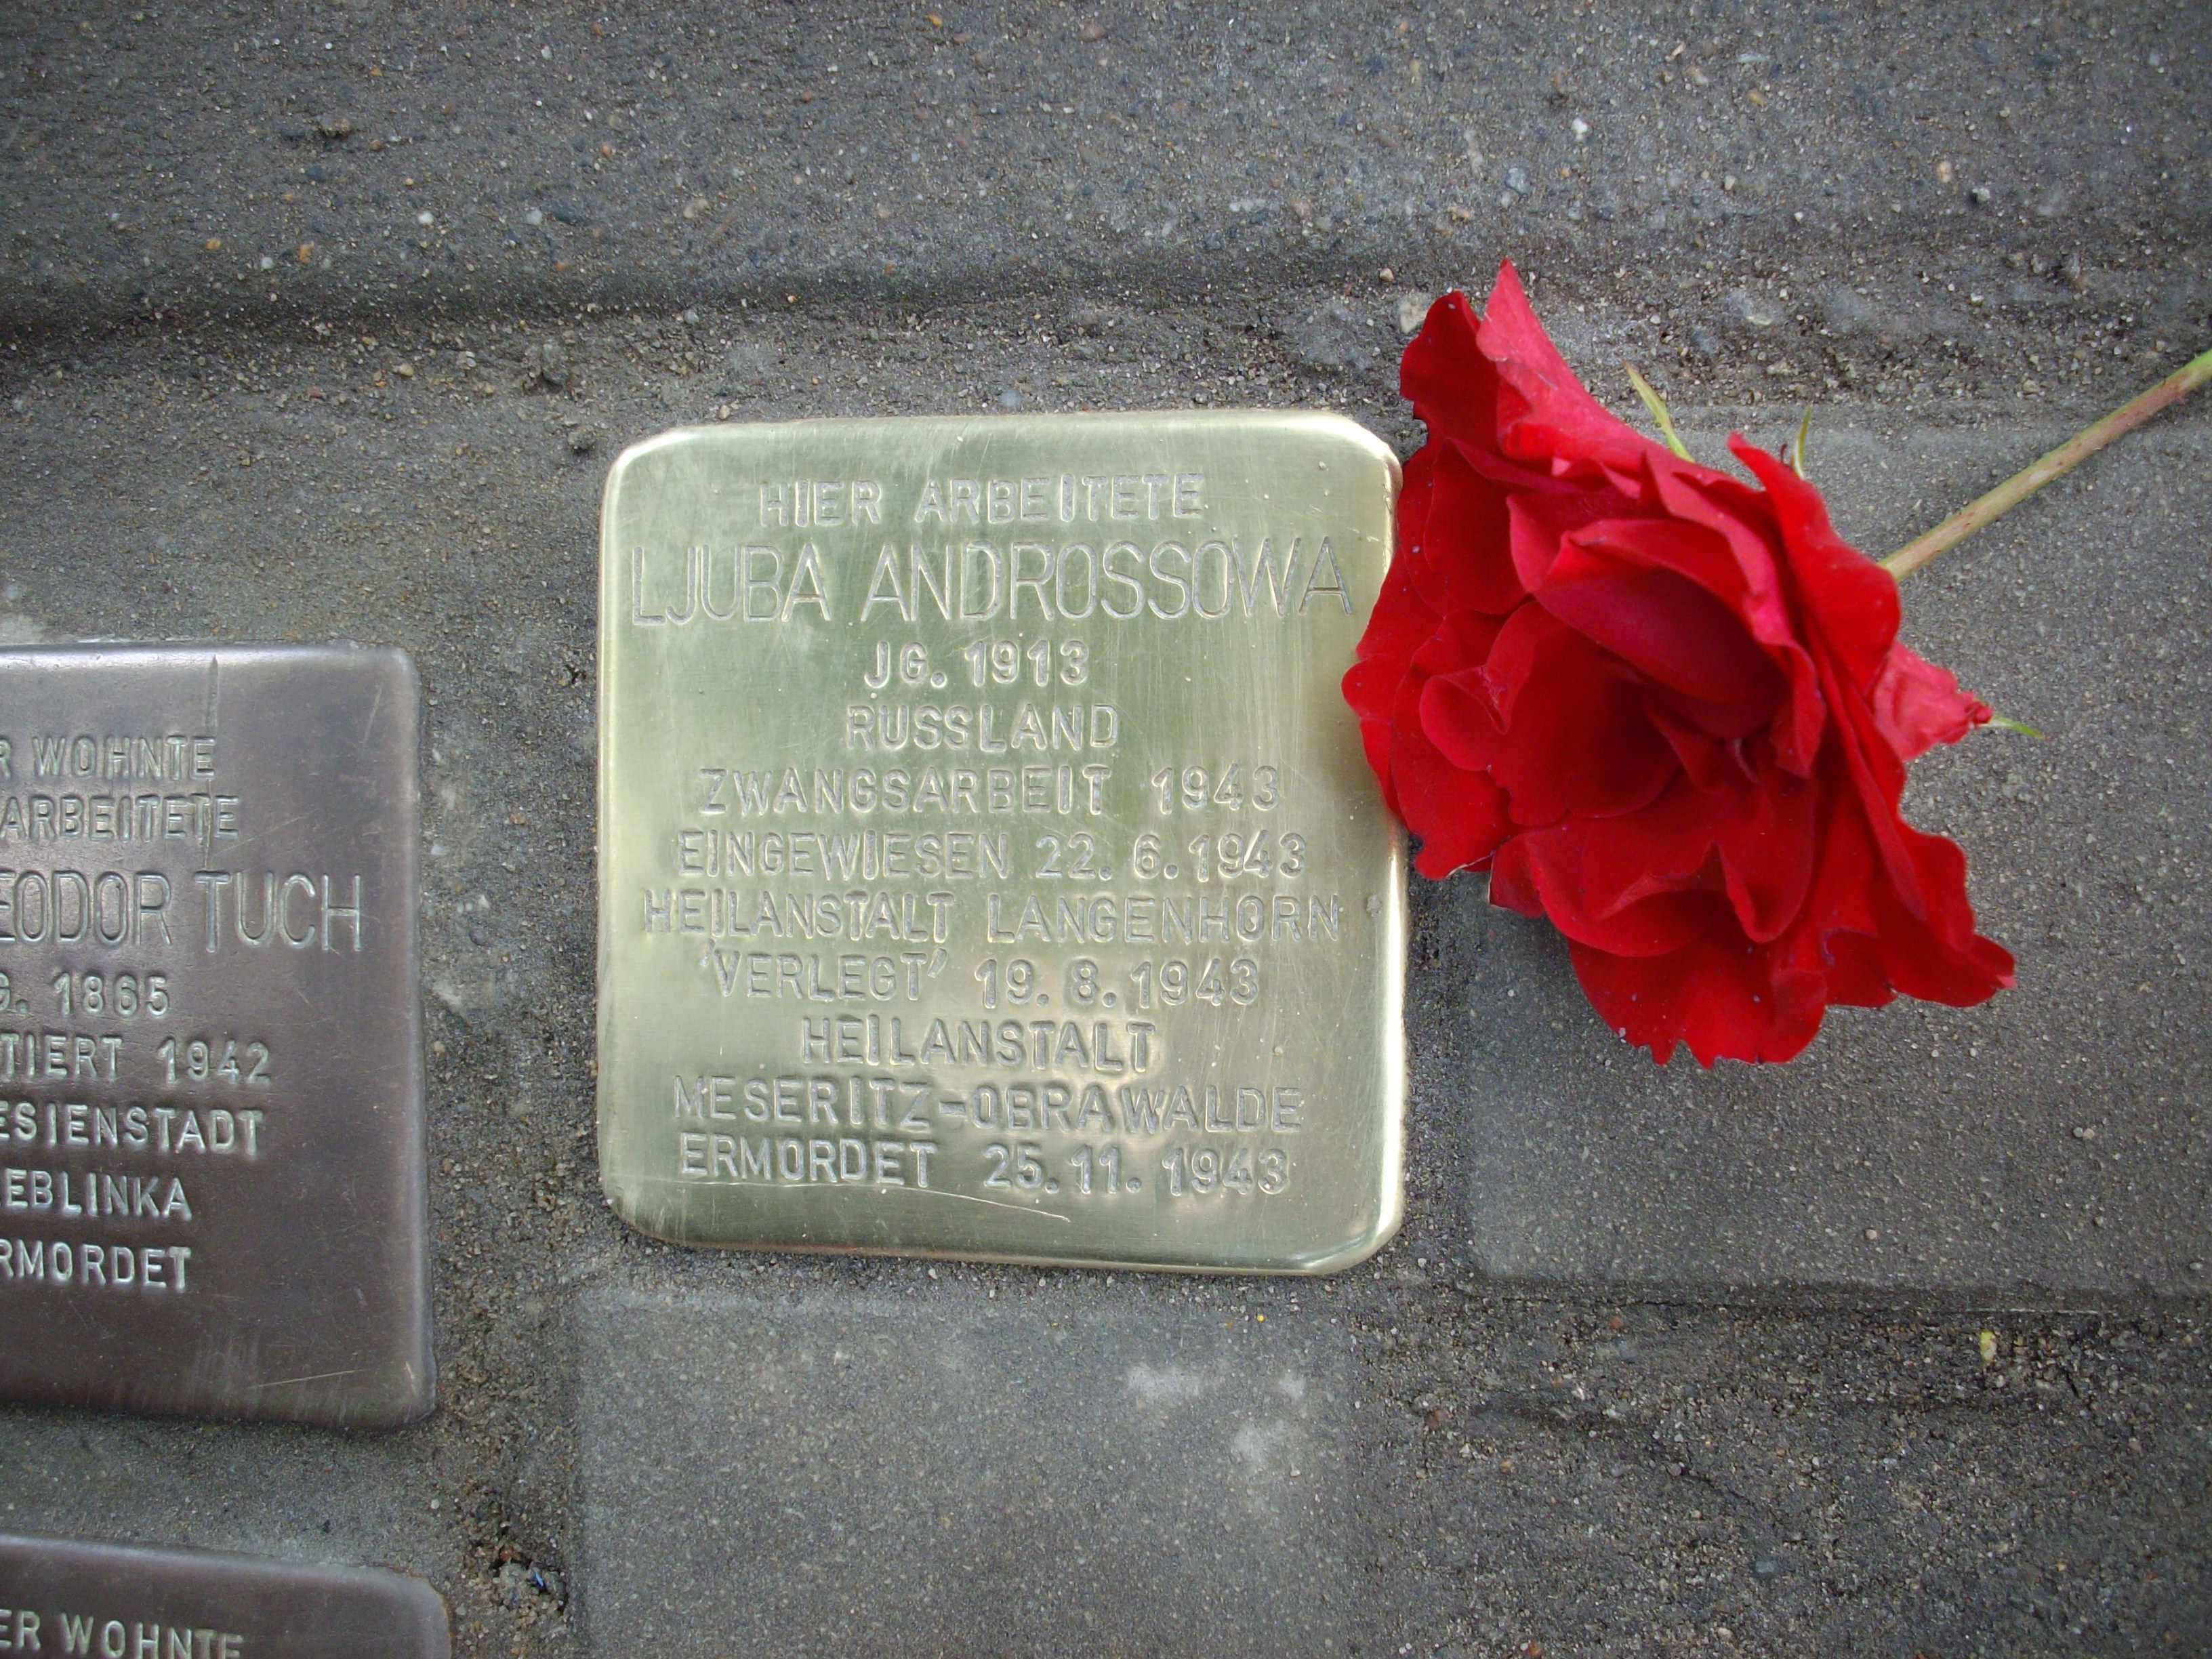 HIER ARBEITETE
LJUBA ANDROSSOWA
JG. 1913
RUSSLAND
ZWANGSARBEIT 1943
EINGEWIESEN 22. 6. 1943
HEILANSTALT LANGENHORN
'VERLEGT' 19. 8. 1943
HEILANSTALT
MESERITZ-OBRAWALDE
ERMORDET 25. 11. 1943
R WOHNTE
ARBEITETE
EODOR TUCH
G. 1865
TIERT 1942
ESIENSTADT
EBLINKA
RMORDET
ER WOHNTE